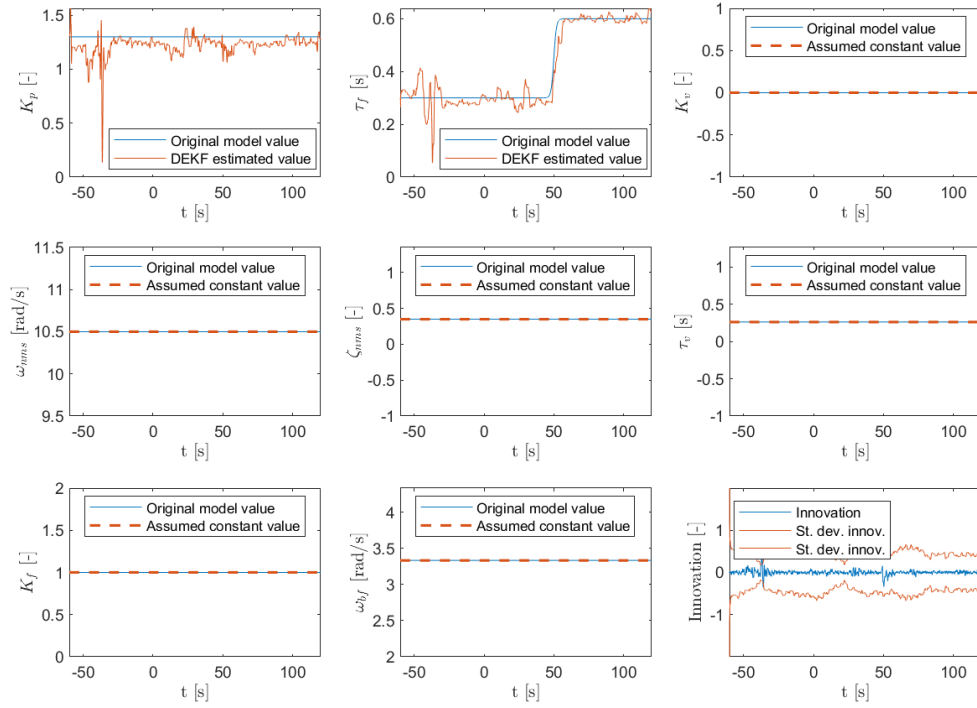 K_p [-]
1.5
1
0.5
0
Original model value
DEKF estimated value
-50 0 50 100
t [s]
τ_f [s]
0.6
0.4
0.2
0
Original model value
DEKF estimated value
-50 0 50 100
t [s]
K_v [-]
1
0.5
0
-0.5
-1
Original model value
Assumed constant value
-50 0 50 100
t [s]
ω_nms [rad/s]
11.5
11
10.5
10
9.5
Original model value
Assumed constant value
-50 0 50 100
t [s]
ζ_nms [-]
1
0.5
0
-0.5
-1
Original model value
Assumed constant value
-50 0 50 100
t [s]
τ_v [s]
1
0.5
0
-0.5
-1
Original model value
Assumed constant value
-50 0 50 100
t [s]
K_f [-]
2
1.5
1
0.5
0
Original model value
Assumed constant value
-50 0 50 100
t [s]
ω_bf [rad/s]
4
3.5
3
2.5
2
Original model value
Assumed constant value
-50 0 50 100
t [s]
Innovation [-]
1
0
-1
Innovation
St. dev. innov.
St. dev. innov.
-50 0 50 100
t [s]